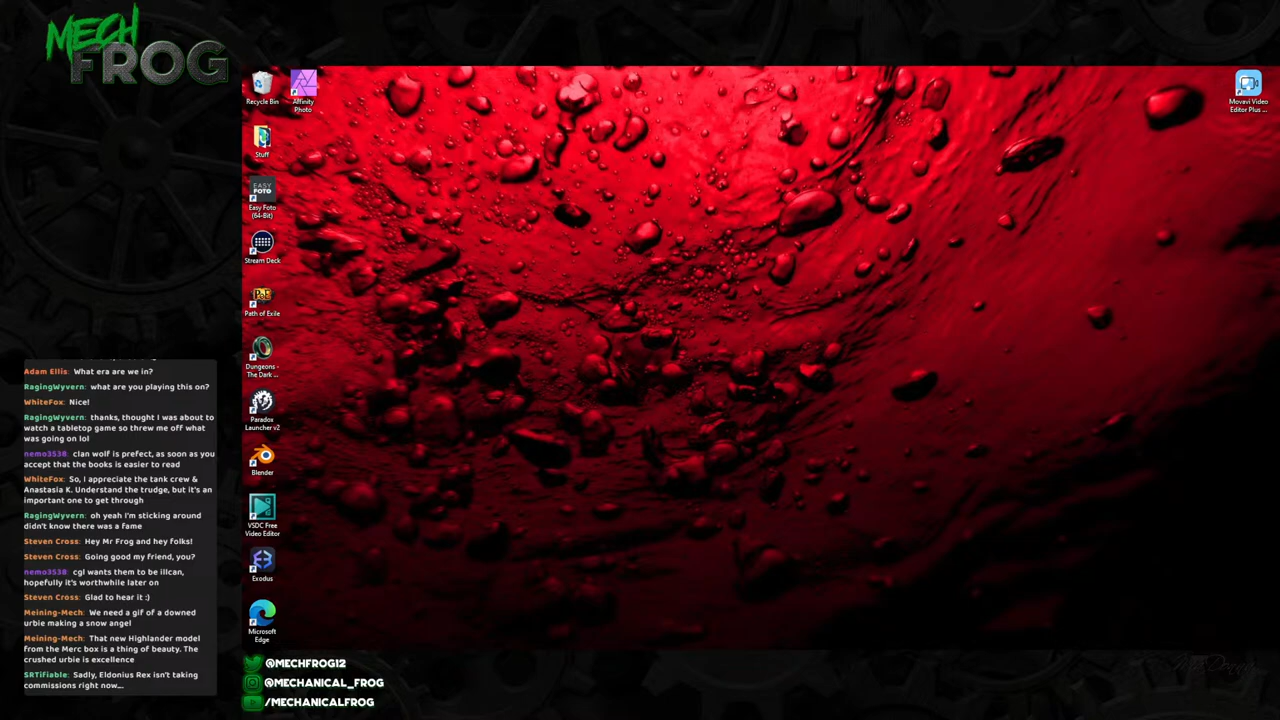 MECH
FROG
Recycle Bin
Affinity
Photo
Movavi Video
Editor Plus ...
Stuff
EASY
FOTO
Easy Foto
(64-Bit)
Stream Deck
PoE
Path of Exile
Dungeons -
The Dark ...
Paradox
Launcher v2
Blender
VSDC Free
Video Editor
Exodus
Microsoft
Edge
Adam Ellis: What era are we in?
RagingWyvern: what are you playing this on?
WhiteFox: Nice!
RagingWyvern: thanks, thought I was about to
watch a tabletop game so threw me off what
was going on lol
nemo3538: clan wolf is prefect, as soon as you
accept that the books is easier to read
WhiteFox: So, I appreciate the tank crew &
Anastasia K. Understand the trudge, but it's an
important one to get through
RagingWyvern: oh yeah I'm sticking around
didn't know there was a fame
Steven Cross: Hey Mr Frog and hey folks!
Steven Cross: Going good my friend, you?
nemo3538: cgl wants them to be illcan,
hopefully it's worthwhile later on
Steven Cross: Glad to hear it :)
Meining-Mech: We need a gif of a downed
urbie making a snow angel
Meining-Mech: That new Highlander model
from the Merc box is a thing of beauty. The
crushed urbie is excellence
SRTifiable: Sadly, Eldonius Rex isn't taking
commissions right now....
@MECHFROG12
@MECHANICAL_FROG
/MECHANICALFROG